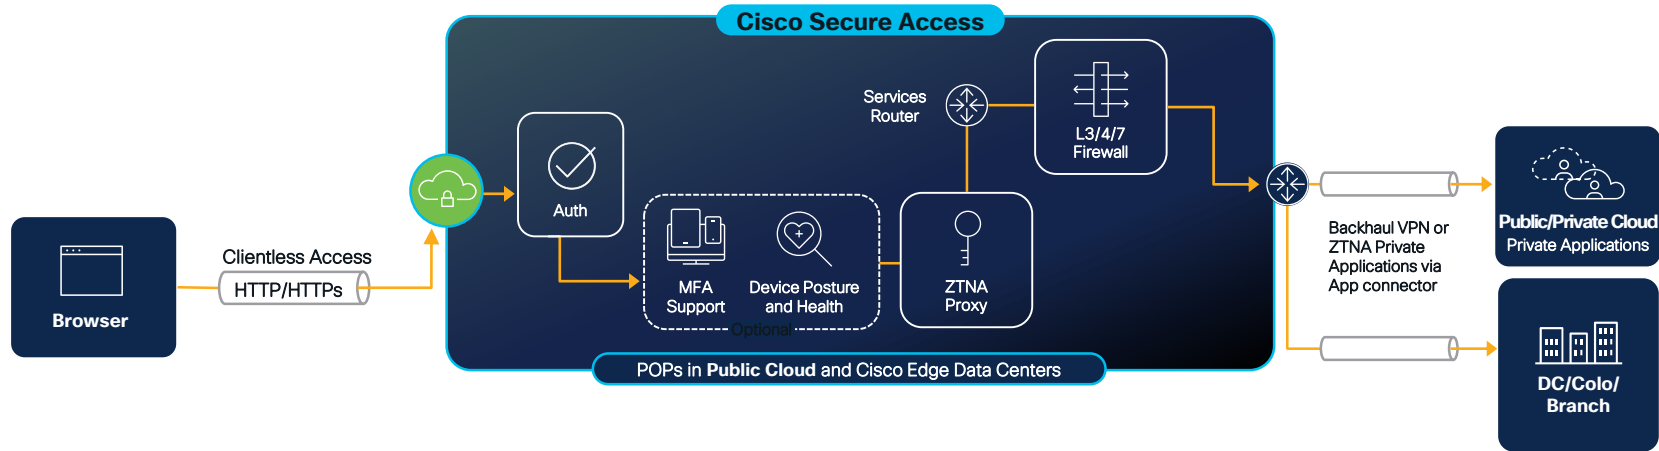 Cisco Secure Access
Browser
Clientless Access
HTTP/HTTPs
Auth
MFA
Support
Device Posture
and Health
Optional
ZTNA
Proxy
Services
Router
L3/4/7
Firewall
POPs in Public Cloud and Cisco Edge Data Centers
Backhaul VPN or
ZTNA Private
Applications via
App connector
Public/Private Cloud
Private Applications
DC/Colo/
Branch